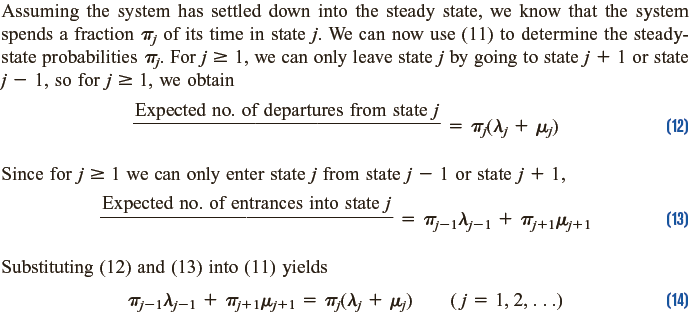 Assuming the system has settled down into the steady state, we know that the system
spends a fraction πj of its time in state j. We can now use (11) to determine the steady-
state probabilities πj. For j ≥ 1, we can only leave state j by going to state j + 1 or state
j − 1, so for j ≥ 1, we obtain
Expected no. of departures from state j = πj(λj + μj) (12)
Since for j ≥ 1 we can only enter state j from state j − 1 or state j + 1,
Expected no. of entrances into state j = πj−1λj−1 + πj+1μj+1 (13)
Substituting (12) and (13) into (11) yields
πj−1λj−1 + πj+1μj+1 = πj(λj + μj) (j = 1, 2, . . .) (14)